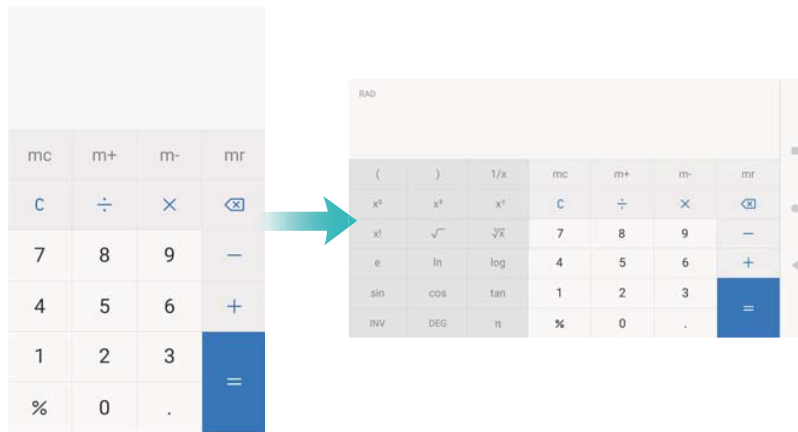 mc m+ m- mr
C ÷ × ⌫
7 8 9 −
4 5 6 +
1 2 3 =
% 0 .
RAD
( ) 1/x mc m+ m- mr
x² x³ xʸ C ÷ × ⌫
x! √‾ ʸ√x 7 8 9 −
e ln log 4 5 6 +
sin cos tan 1 2 3 =
INV DEG π % 0 .